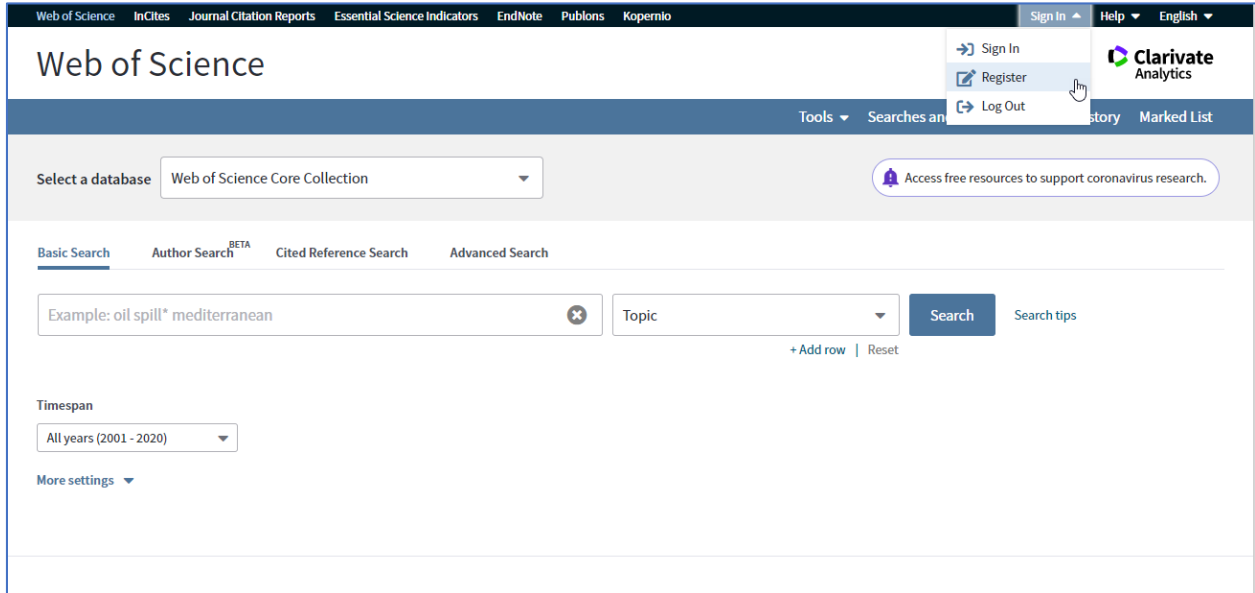 Web of Science InCites Journal Citation Reports Essential Science Indicators EndNote Publons Kopernio Sign In Help English
Web of Science
Sign In
Register
Log Out
Clarivate
Analytics
Tools Searches an story Marked List
Select a database Web of Science Core Collection
Access free resources to support coronavirus research.
Basic Search Author Search BETA Cited Reference Search Advanced Search
Example: oil spill* mediterranean Topic Search Search tips
+ Add row | Reset
Timespan
All years (2001 - 2020)
More settings